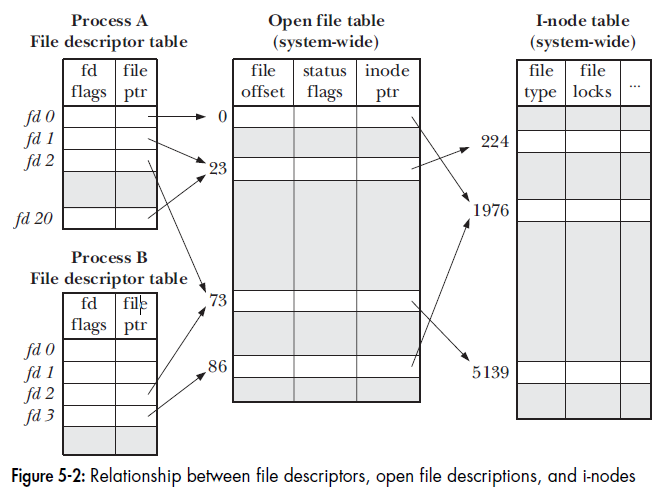 Process A
File descriptor table
fd flags
file ptr
fd 0
fd 1
fd 2
fd 20
Process B
File descriptor table
fd flags
file ptr
fd 0
fd 1
fd 2
fd 3
Open file table
(system-wide)
file offset
status flags
inode ptr
0
23
73
86
I-node table
(system-wide)
file type
file locks
...
224
1976
5139
Figure 5-2: Relationship between file descriptors, open file descriptions, and i-nodes